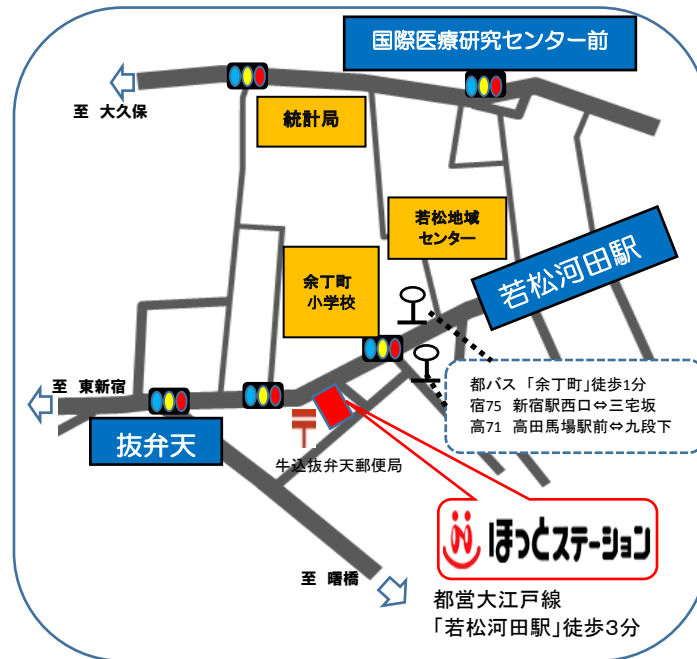 国際医療研究センター前
至 大久保
統計局
若松地域
センター
若松河田駅
余丁町
小学校
至 東新宿
都バス 「余丁町」徒歩1分
宿75 新宿駅西口⇔三宅坂
高71 高田馬場駅前⇔九段下
抜弁天
牛込抜弁天郵便局
ほっとステーション
至 曙橋
都営大江戸線
「若松河田駅」徒歩3分